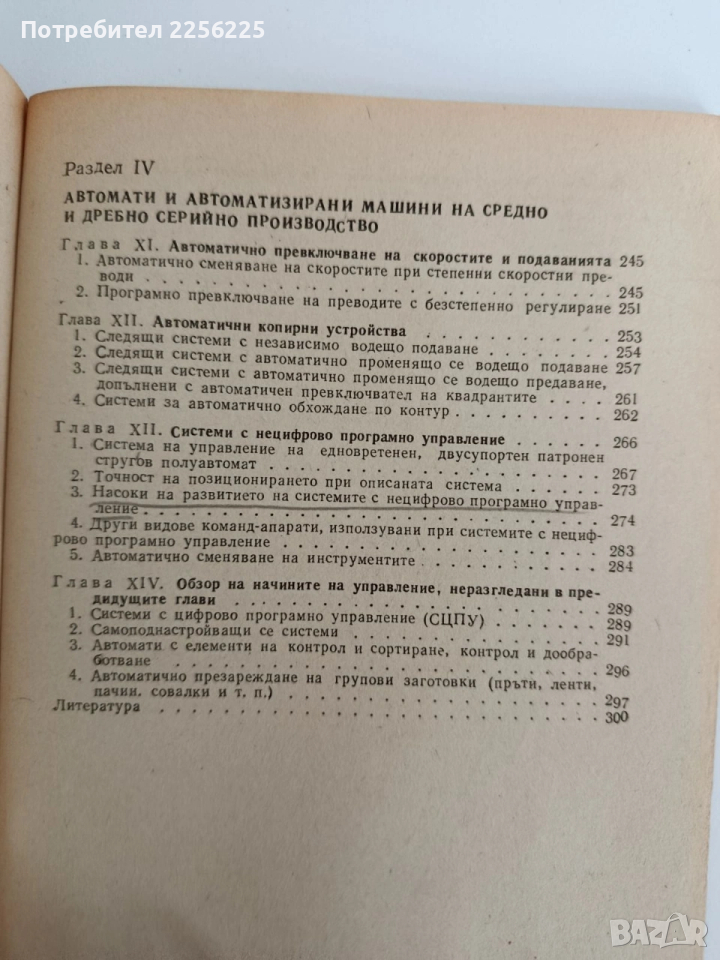 Потребител 2256225
Раздел IV
АВТОМАТИ И АВТОМАТИЗИРАНИ МАШИНИ НА СРЕДНО
И ДРЕБНО СЕРИЙНО ПРОИЗВОДСТВО
Глава XI. Автоматично превключване на скоростите и подаванията 245
1. Автоматично сменяване на скоростите при степенни скоростни пре-
води . . . . . . . . . . . . . . . . . . . . . . . . 245
2. Програмно превключване на преводите с безстепенно регулиране 251
Глава XII. Автоматични копирни устройства . . . . . . . . . 253
1. Следящи системи с независимо водещо подаване . . . . . . 254
2. Следящи системи с автоматично променящо се водещо подаване 257
3. Следящи системи с автоматично променящо се водещо предаване,
допълнени с автоматичен превключвател на квадрантите . . . . 261
4. Системи за автоматично обхождане по контур . . . . . . . . 262
Глава XII. Системи с нецифрово програмно управление . . . . . 266
1. Система на управление на едновретенен, двусупортен патронен
стругов полуавтомат . . . . . . . . . . . . . . . . . . 267
2. Точност на позиционирането при описаната система . . . . . 273
3. Насоки на развитието на системите с нецифрово програмно управ-
ление . . . . . . . . . . . . . . . . . . . . . . . . 274
4. Други видове команд-апарати, използувани при системите с нециф-
рово програмно управление . . . . . . . . . . . . . . . . 283
5. Автоматично сменяване на инструментите . . . . . . . . . . 284
Глава XIV. Обзор на начините на управление, неразгледани в пре-
дидущите глави . . . . . . . . . . . . . . . . . . . . 289
1. Системи с цифрово програмно управление (СЦПУ) . . . . . . 289
2. Самоподнастройващи се системи . . . . . . . . . . . . . 291
3. Автомати с елементи на контрол и сортиране, контрол и дообра-
ботване . . . . . . . . . . . . . . . . . . . . . . . . 296
4. Автоматично презареждане на групови заготовки (пръти, ленти,
пачки, совалки и т. п.) . . . . . . . . . . . . . . . . . 297
Литература . . . . . . . . . . . . . . . . . . . . . . . 300
BAZAR